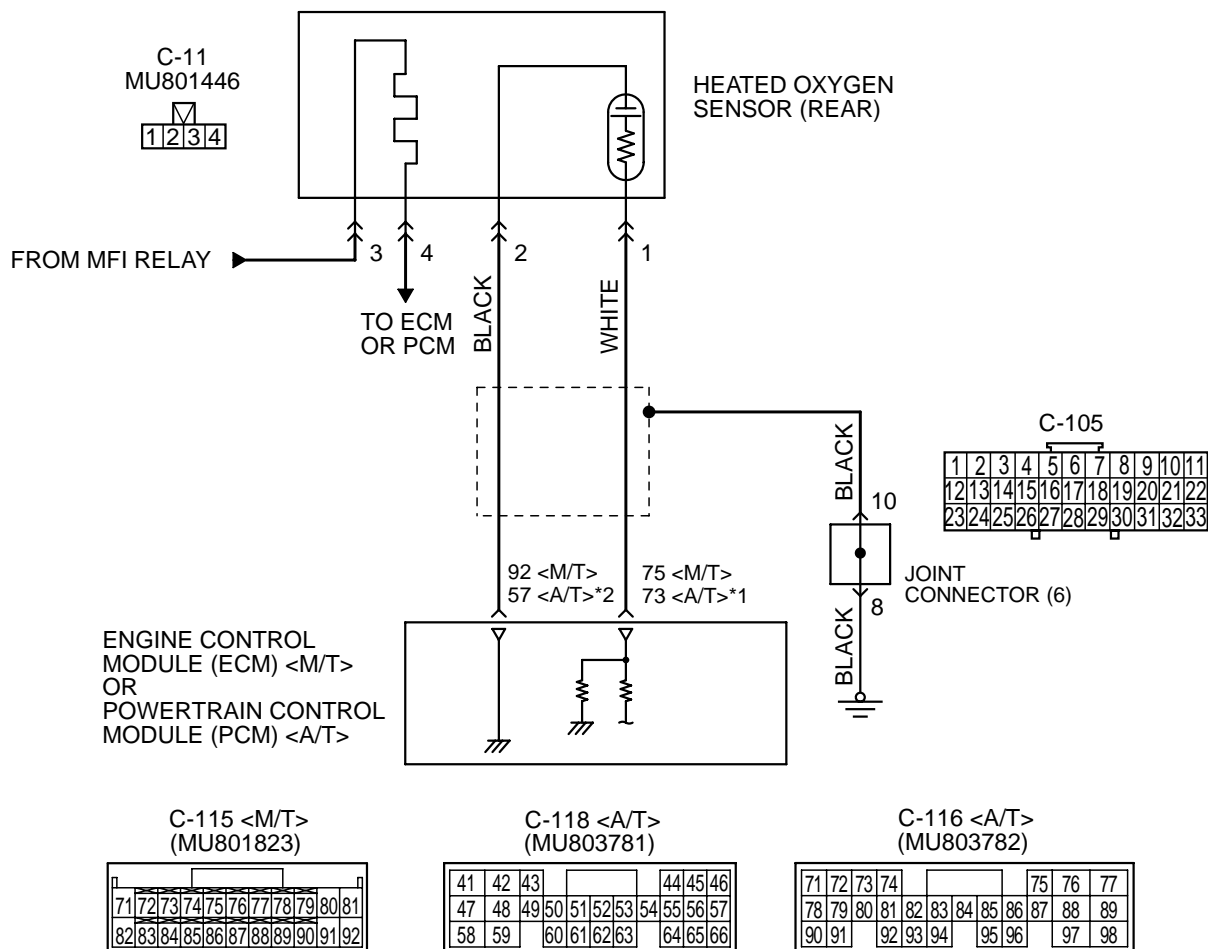 C-11
MU801446
1 2 3 4
HEATED OXYGEN
SENSOR (REAR)
FROM MFI RELAY
3
4
2
1
TO ECM
OR PCM
BLACK
WHITE
BLACK
10
C-105
1 2 3 4 5 6 7 8 9 10 11
12 13 14 15 16 17 18 19 20 21 22
23 24 25 26 27 28 29 30 31 32 33
JOINT
CONNECTOR (6)
8
BLACK
92 <M/T>
57 <A/T>*2
75 <M/T>
73 <A/T>*1
ENGINE CONTROL
MODULE (ECM) <M/T>
OR
POWERTRAIN CONTROL
MODULE (PCM) <A/T>
C-115 <M/T>
(MU801823)
71 72 73 74 75 76 77 78 79 80 81
82 83 84 85 86 87 88 89 90 91 92
C-118 <A/T>
(MU803781)
41 42 43 44 45 46
47 48 49 50 51 52 53 54 55 56 57
58 59 60 61 62 63 64 65 66
C-116 <A/T>
(MU803782)
71 72 73 74 75 76 77
78 79 80 81 82 83 84 85 86 87 88 89
90 91 92 93 94 95 96 97 98